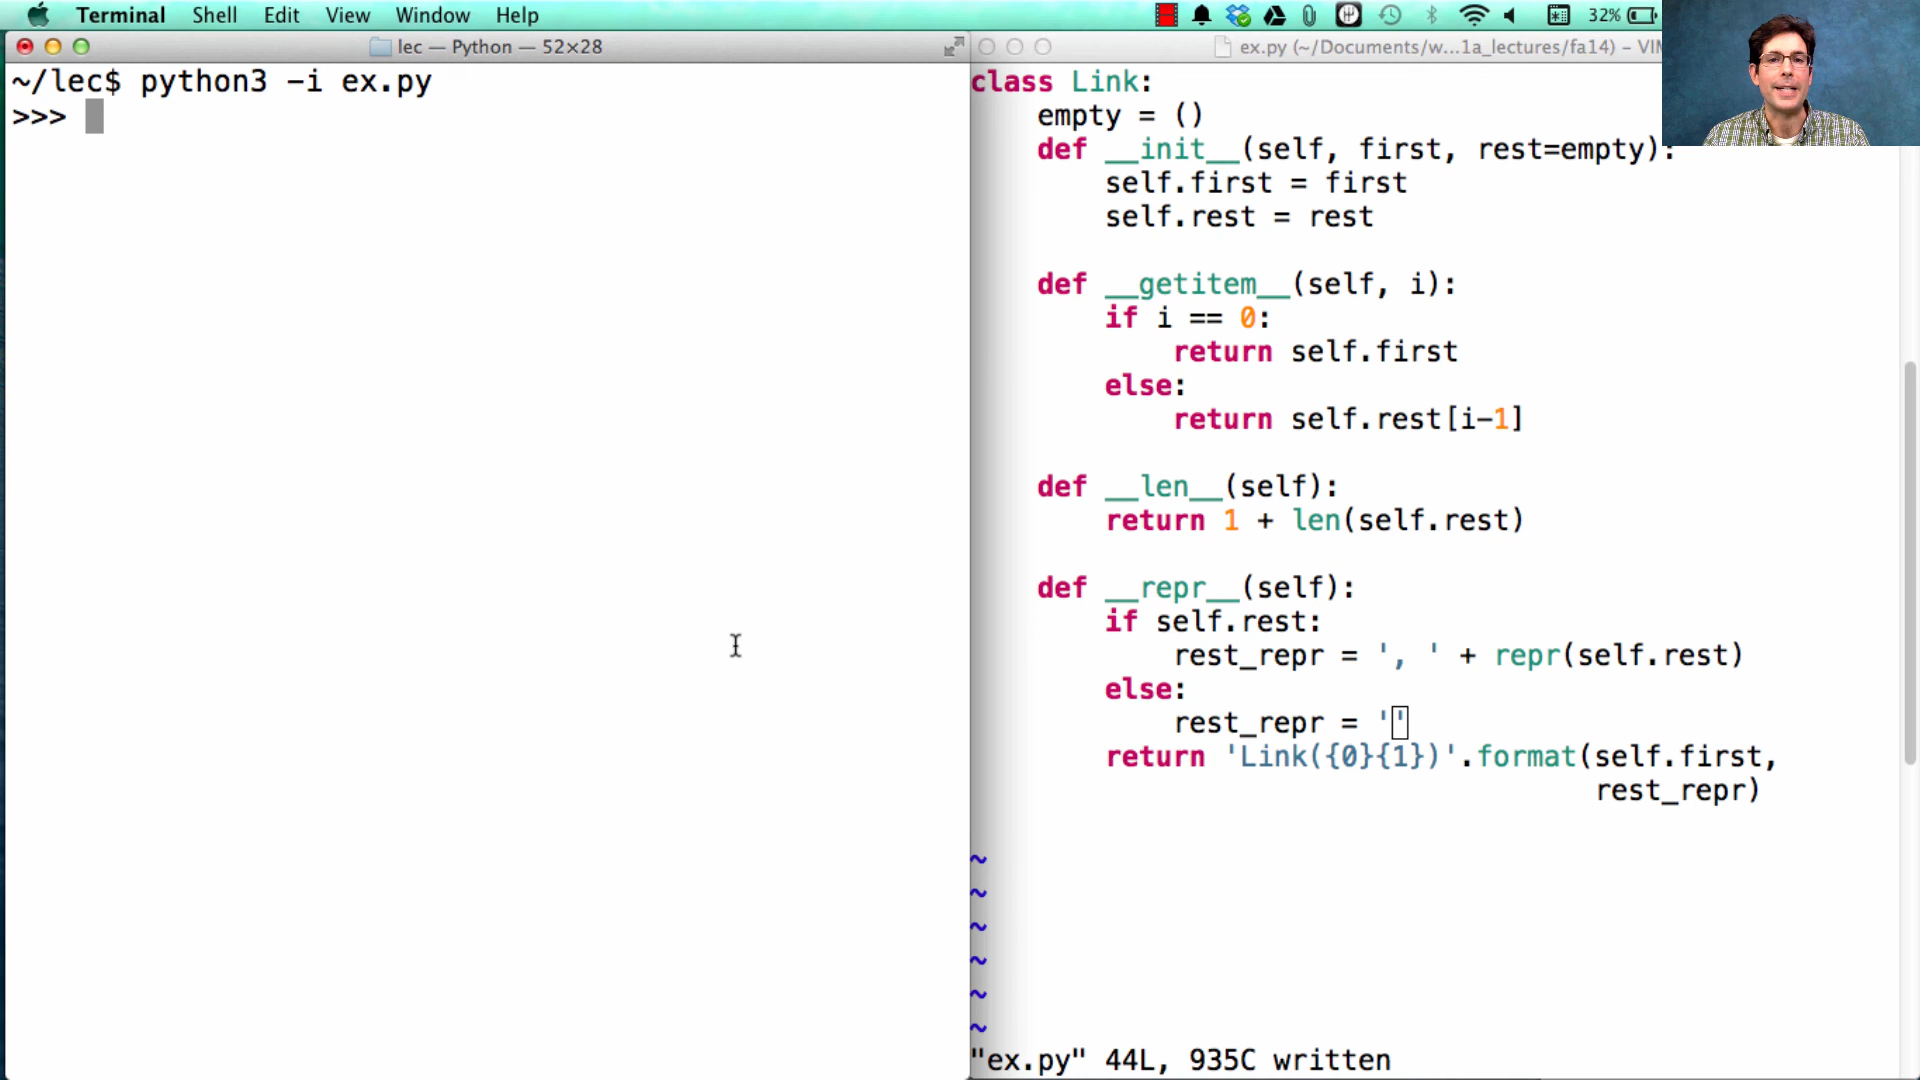 Terminal Shell Edit View Window Help 32%
lec — Python — 52×28
~/lec$ python3 -i ex.py
>>>
ex.py (~/Documents/w...1a_lectures/fa14) – VI
class Link:
    empty = ()
    def __init__(self, first, rest=empty):
        self.first = first
        self.rest = rest
    def __getitem__(self, i):
        if i == 0:
            return self.first
        else:
            return self.rest[i-1]
    def __len__(self):
        return 1 + len(self.rest)
    def __repr__(self):
        if self.rest:
            rest_repr = ', ' + repr(self.rest)
        else:
            rest_repr = ''
        return 'Link({0}{1})'.format(self.first,
                                     rest_repr)
~
~
~
~
~
~
"ex.py" 44L, 935C written